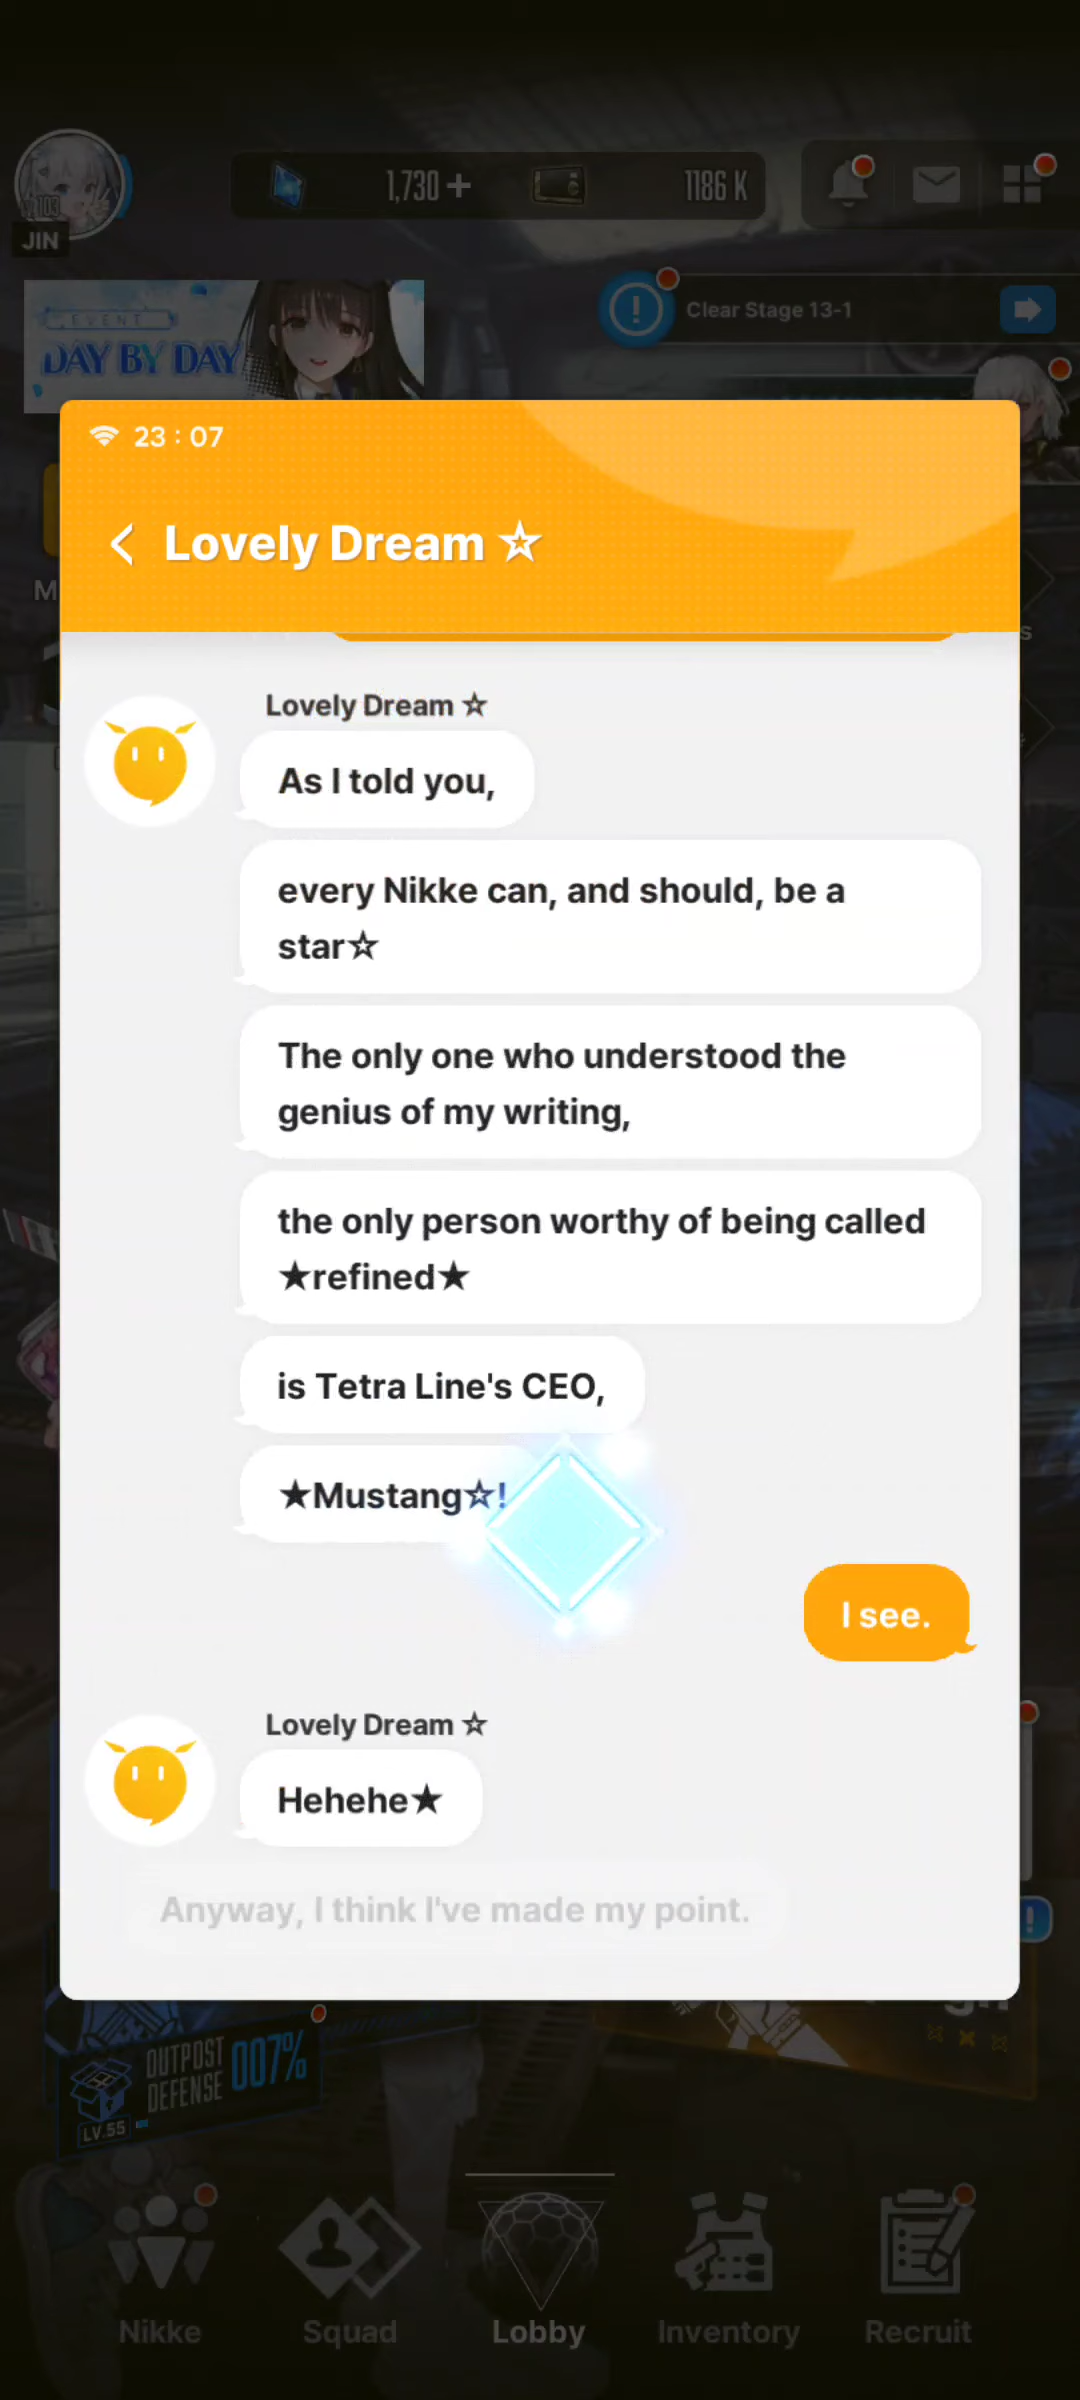 LV.103
JIN
1,730 +
1186 K
EVENT
DAY BY DAY
Clear Stage 13-1
23 : 07
M
Lovely Dream ☆
s
Lovely Dream ☆
As I told you,
every Nikke can, and should, be a
star☆
The only one who understood the
genius of my writing,
the only person worthy of being called
★refined★
is Tetra Line's CEO,
★Mustang☆!
I see.
Lovely Dream ☆
Hehehe★
Anyway, I think I've made my point.
OUTPOST
DEFENSE
007%
LV.55
Nikke
Squad
Lobby
Inventory
Recruit